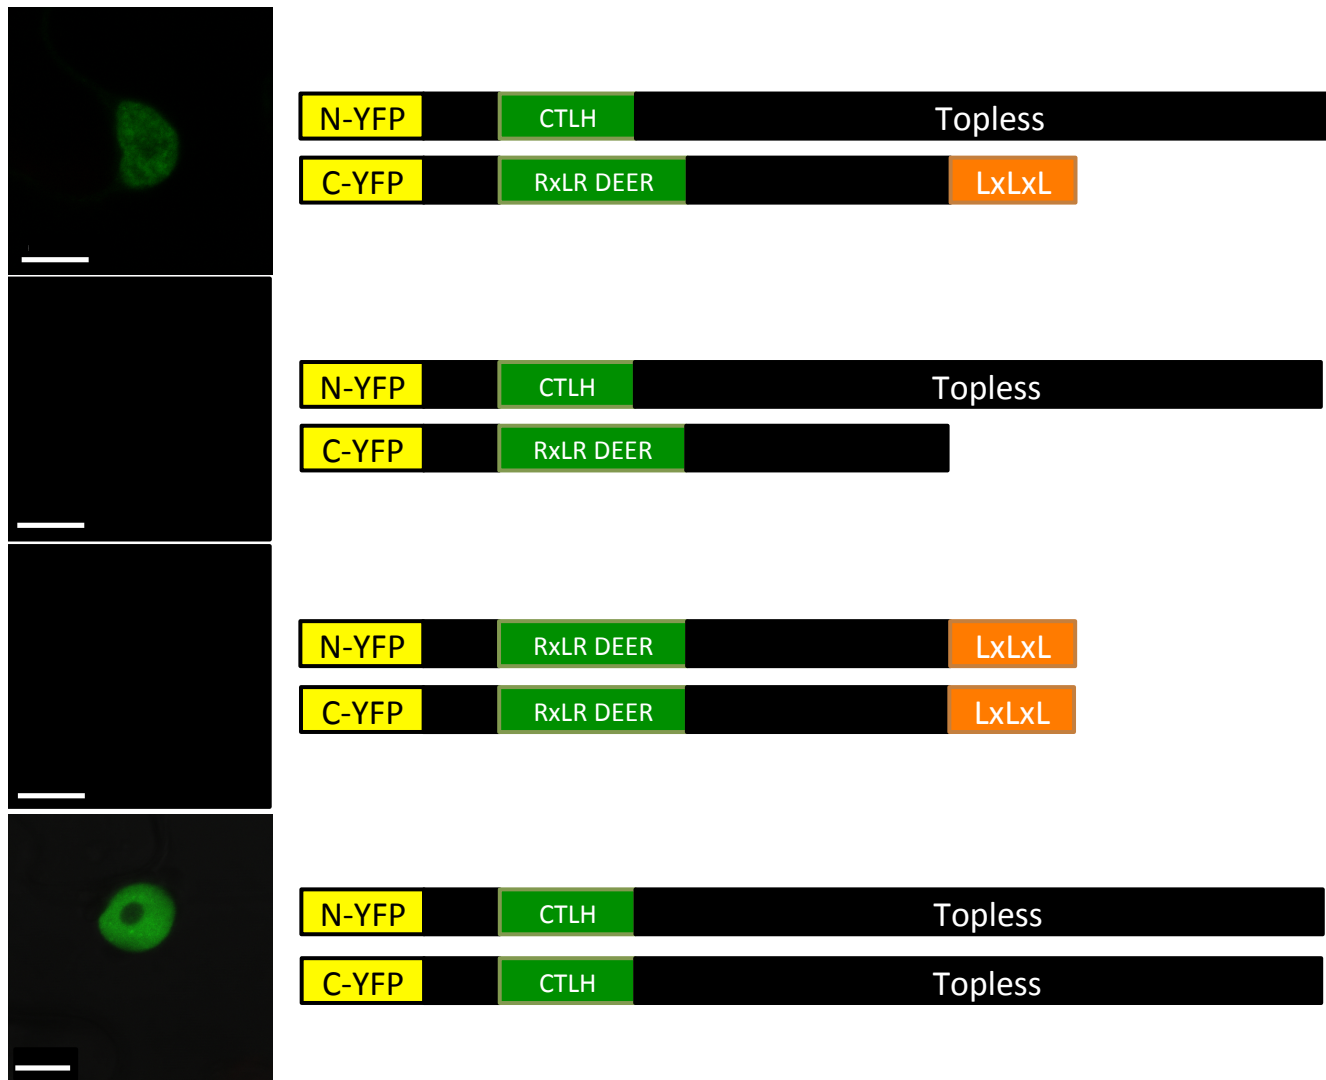 N-YFP CTLH Topless
C-YFP RxLR DEER LxLxL
N-YFP CTLH Topless
C-YFP RxLR DEER
N-YFP RxLR DEER LxLxL
C-YFP RxLR DEER LxLxL
N-YFP CTLH Topless
C-YFP CTLH Topless